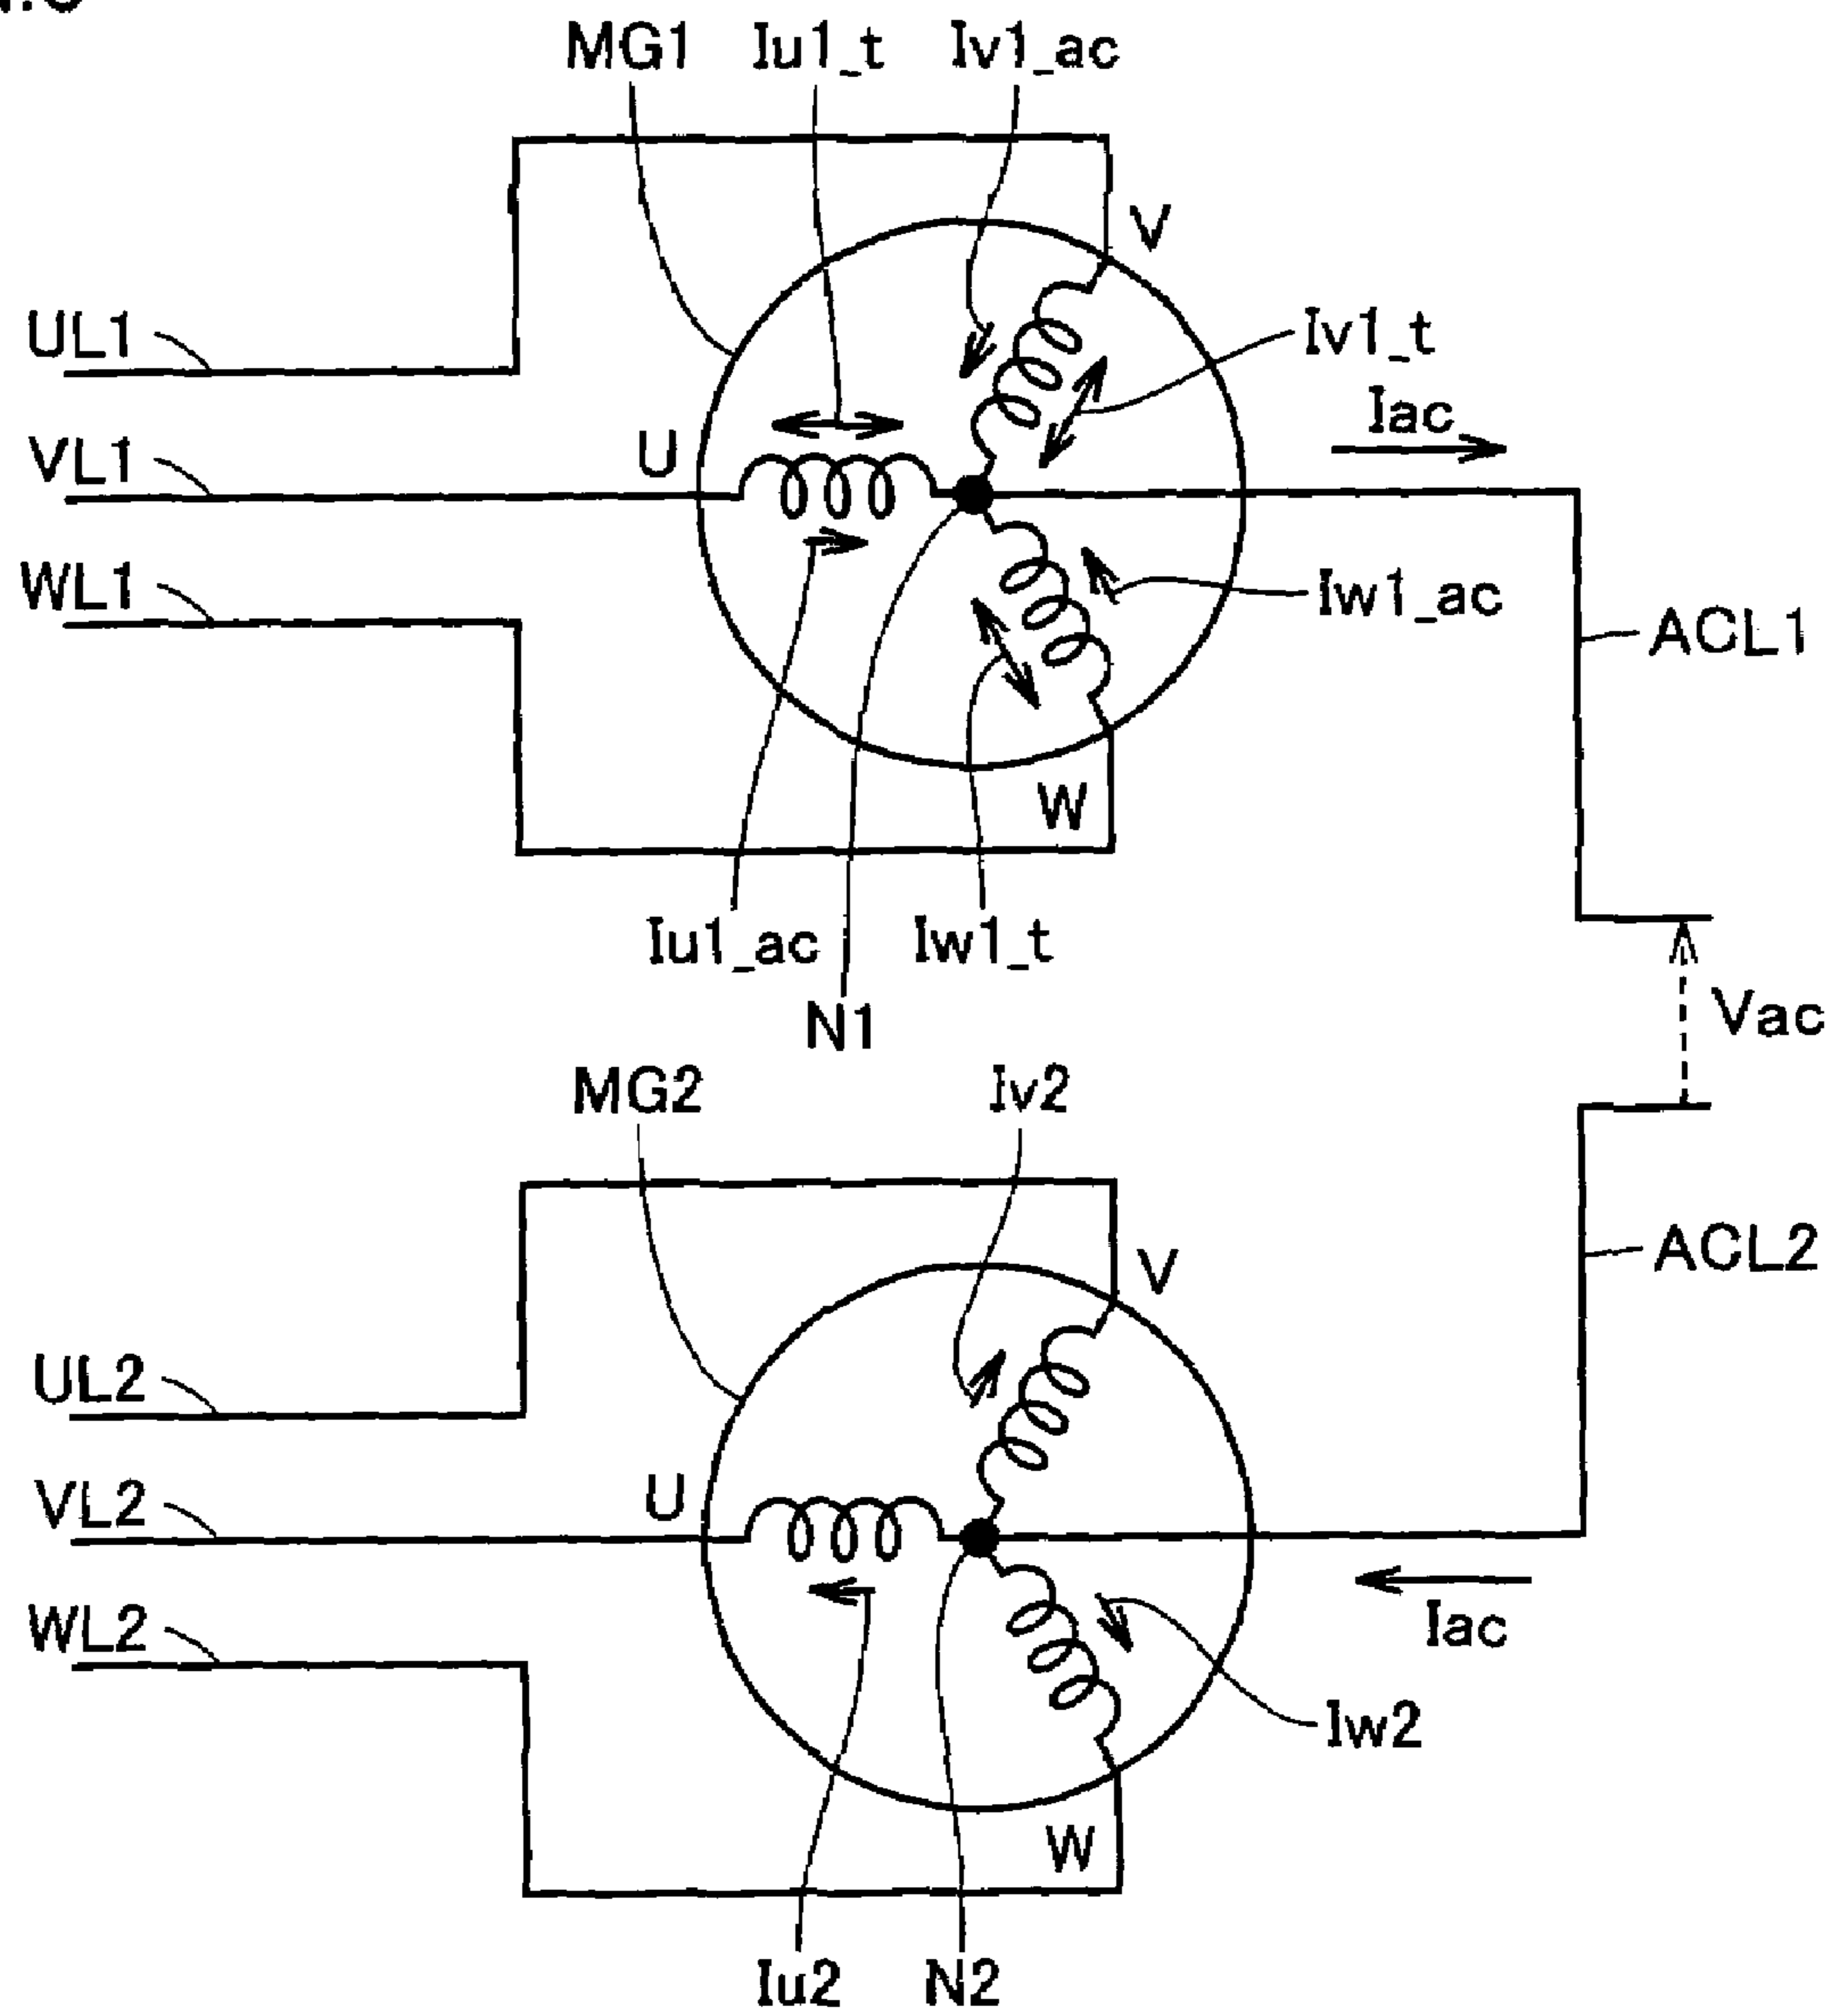 MG1 Iu1_t Iv1_ac
V
UL1
Iv1_t
Iac
VL1
U
WL1
Iw1_ac
ACL1
W
Iu1_ac Iw1_t
N1
Vac
MG2 Iv2
V
ACL2
UL2
VL2
U
WL2
Iac
Iw2
W
Iu2 N2